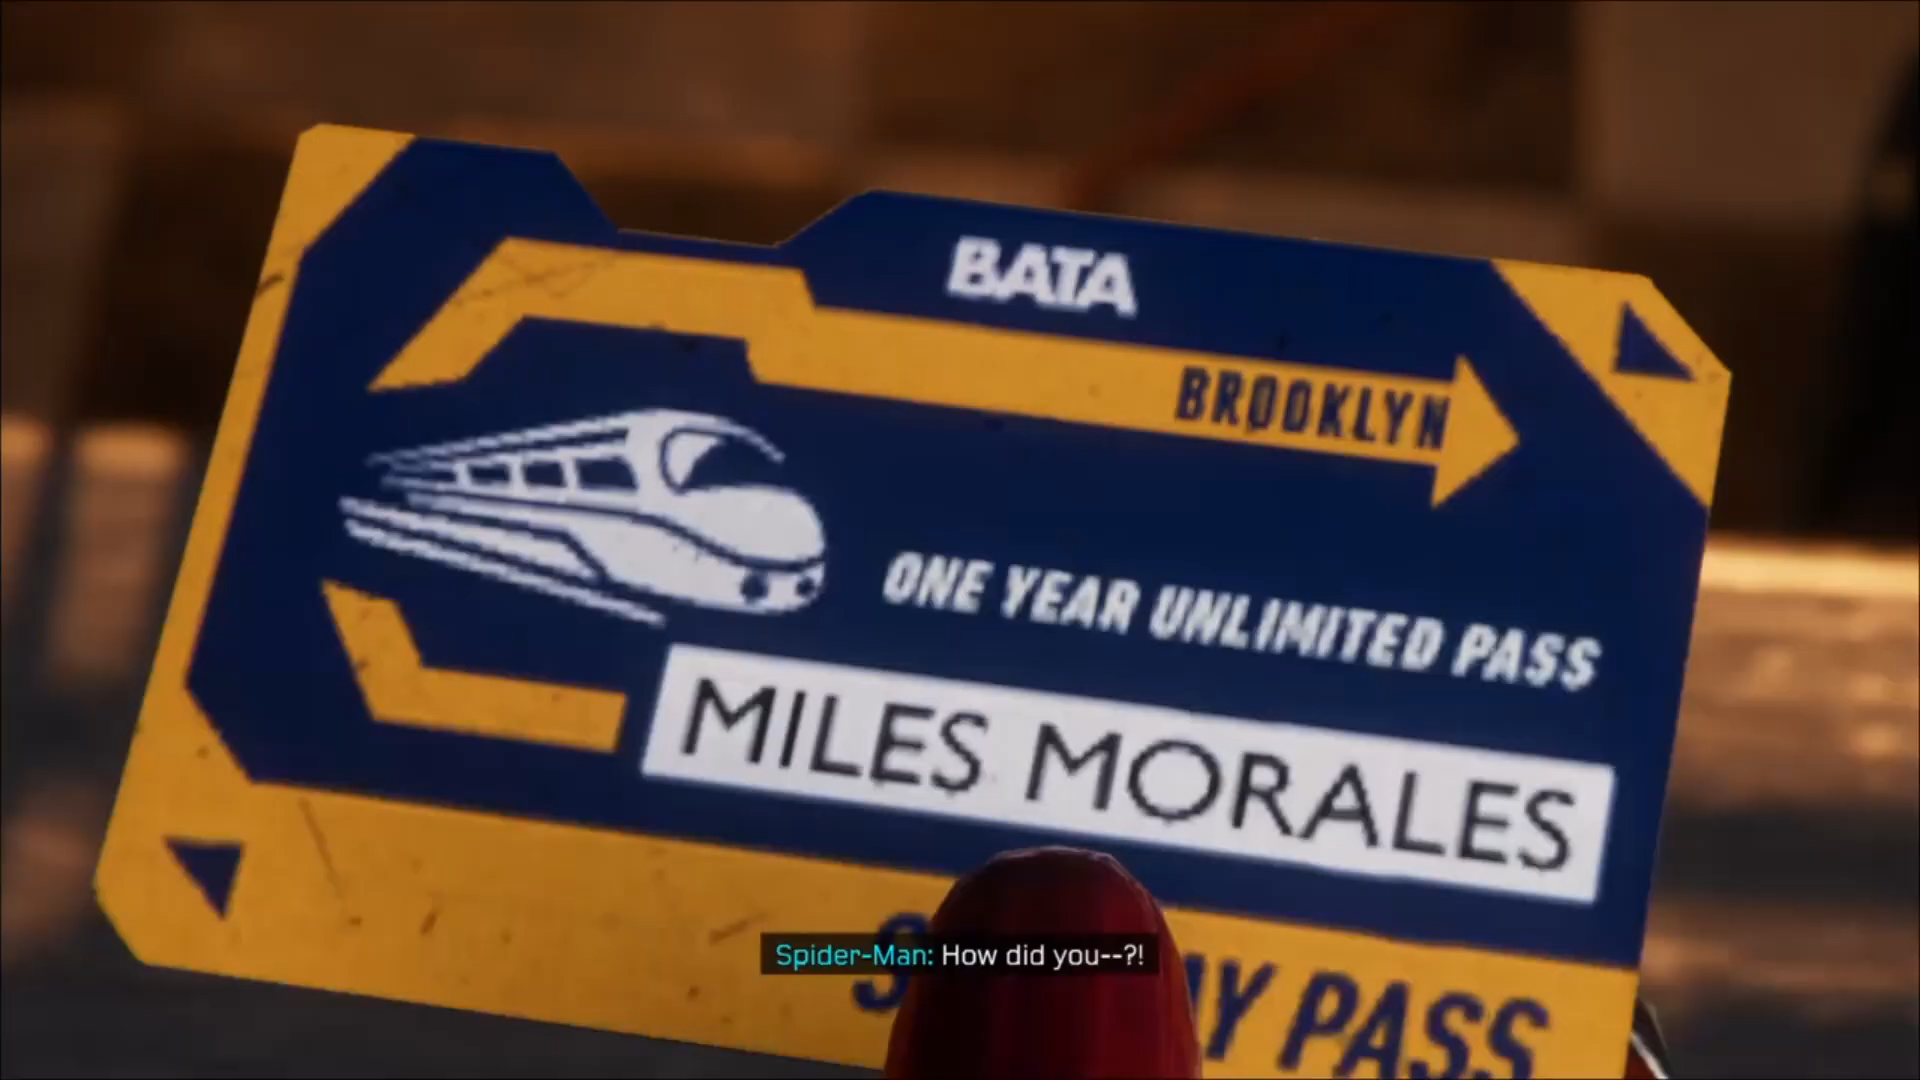 BATA
BROOKLYN
ONE YEAR UNLIMITED PASS
MILES MORALES
PASS
Spider-Man: How did you--?!